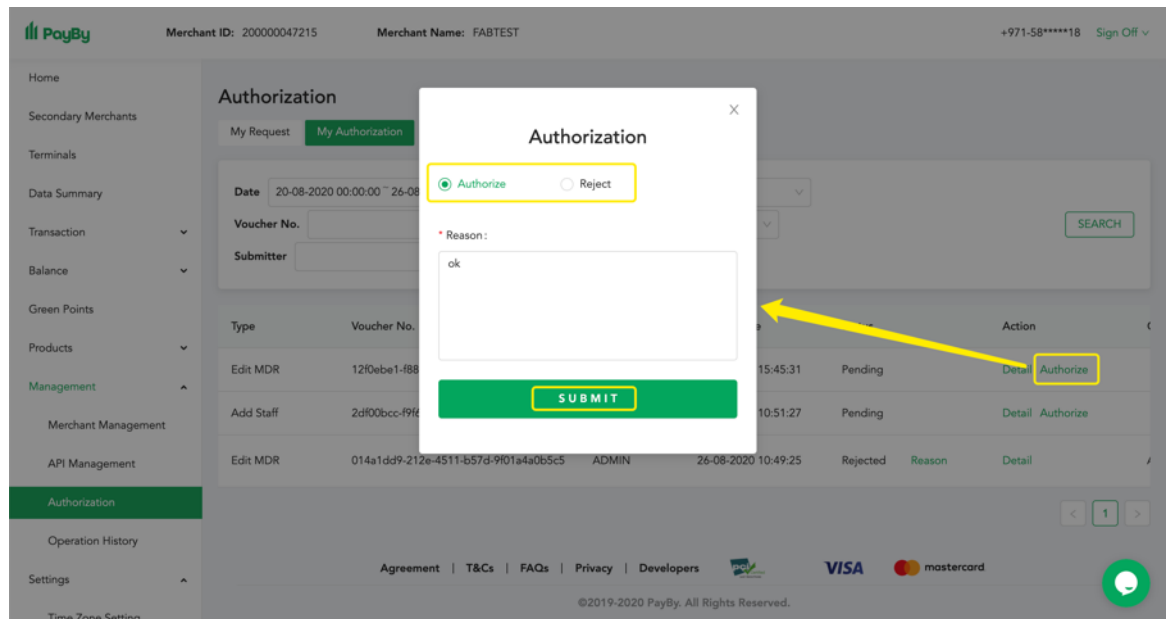 PayBy Merchant ID: 200000047215 Merchant Name: FABTEST +971-58*****18 Sign Off
Home
Secondary Merchants
Terminals
Data Summary
Transaction
Balance
Green Points
Products
Management
Merchant Management
API Management
Authorization
Operation History
Settings
Time Zone Setting
Authorization
My Request My Authorization
Date 20-08-2020 00:00:00 ~ 26-08
Voucher No.
SEARCH
Submitter
Authorization
Authorize Reject
* Reason :
ok
SUBMIT
Type Voucher No. Action
Edit MDR 12f0ebe1-f88 15:45:31 Pending Detail Authorize
Add Staff 2df00bcc-f9f6 10:51:27 Pending Detail Authorize
Edit MDR 014a1dd9-212e-4511-b57d-9f01a4a0b5c5 ADMIN 26-08-2020 10:49:25 Rejected Reason Detail
< 1 >
Agreement | T&Cs | FAQs | Privacy | Developers PCI VISA mastercard
©2019-2020 PayBy. All Rights Reserved.